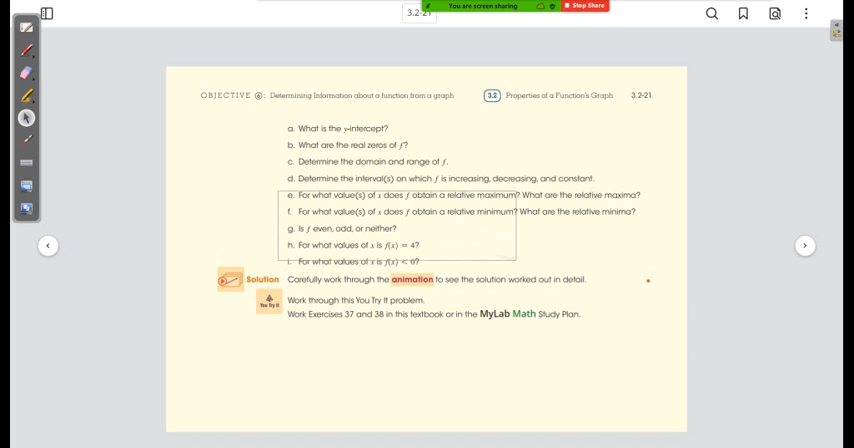 3.2-21
You are screen sharing
Stop Share
OBJECTIVE 6: Determining Information about a function from a graph 3.2 Properties of a Function's Graph 3.2-21
a. What is the y-intercept?
b. What are the real zeros of f?
c. Determine the domain and range of f.
d. Determine the interval(s) on which f is increasing, decreasing, and constant.
e. For what value(s) of x does f obtain a relative maximum? What are the relative maxima?
f. For what value(s) of x does f obtain a relative minimum? What are the relative minima?
g. Is f even, odd, or neither?
h. For what values of x is f(x) = 4?
i. For what values of x is f(x) < 0?
Solution Carefully work through the animation to see the solution worked out in detail.
You Try It
Work through this You Try It problem.
Work Exercises 37 and 38 in this textbook or in the MyLab Math Study Plan.